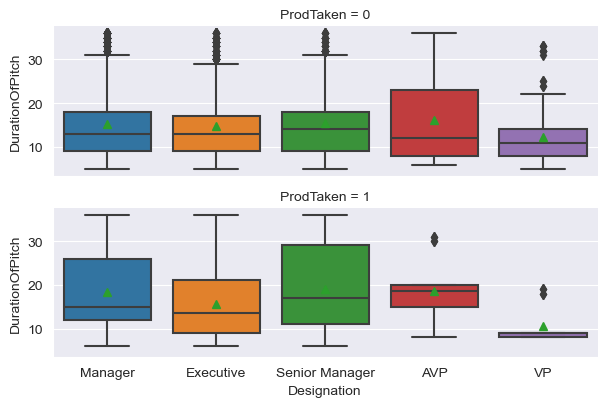 ProdTaken = 0
DurationOfPitch
30
20
10
ProdTaken = 1
DurationOfPitch
30
20
10
Manager Executive Senior Manager AVP VP
Designation